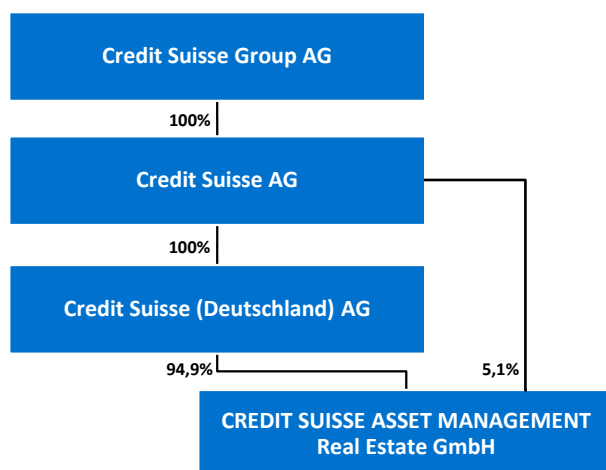 Credit Suisse Group AG
100%
Credit Suisse AG
100%
Credit Suisse (Deutschland) AG
94,9%
5,1%
CREDIT SUISSE ASSET MANAGEMENT
Real Estate GmbH